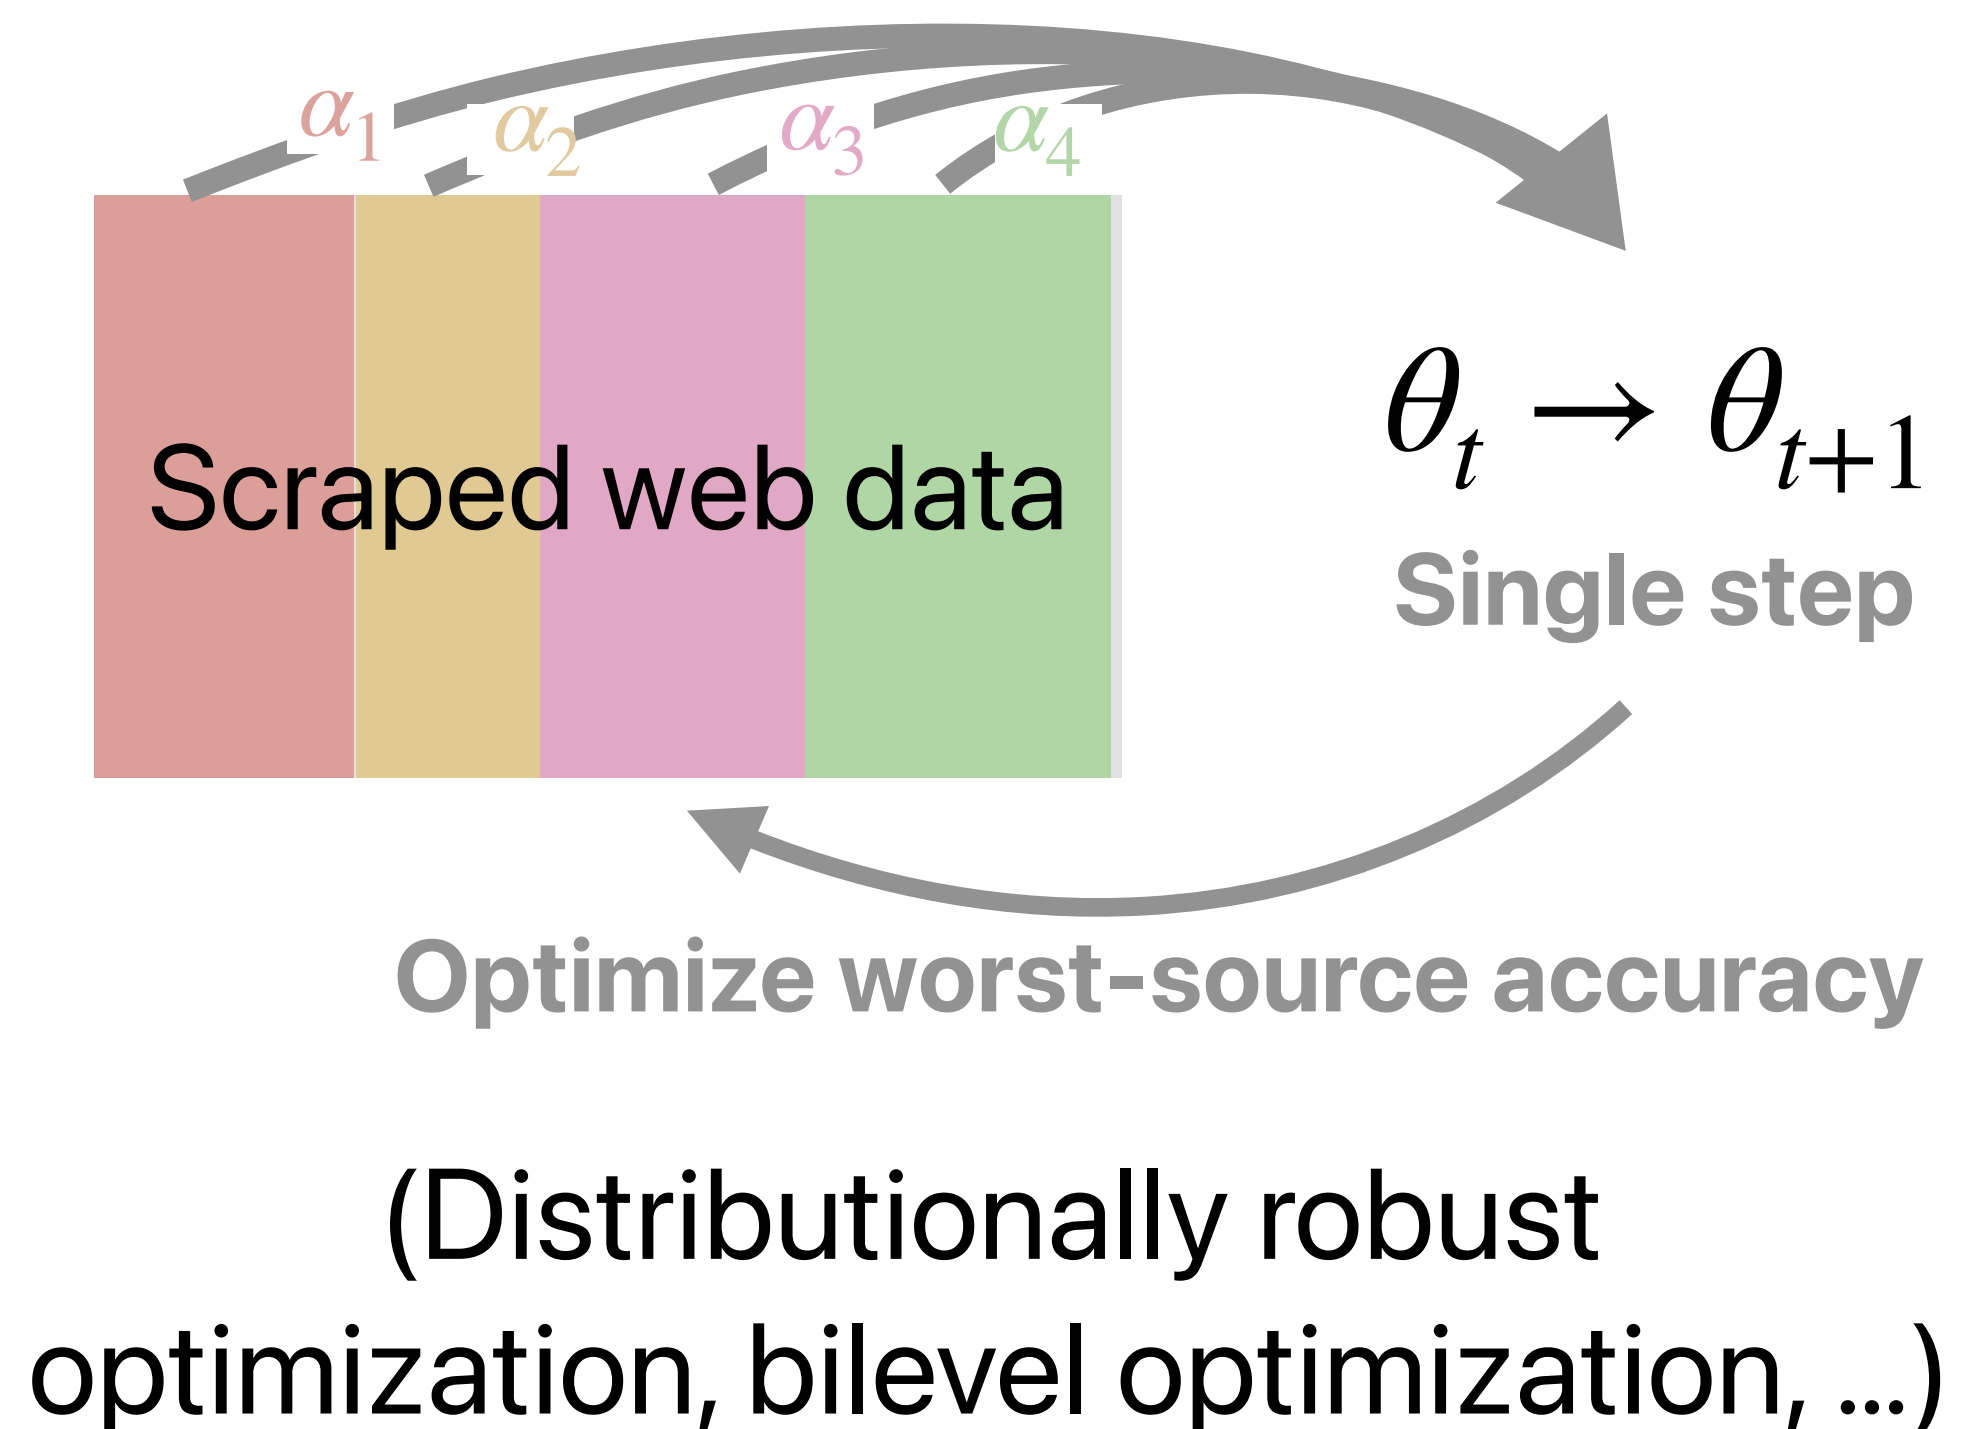 α1 α2 α3 α4
Scraped web data
θt → θt+1
Single step
Optimize worst-source accuracy
(Distributionally robust
optimization, bilevel optimization, ...)